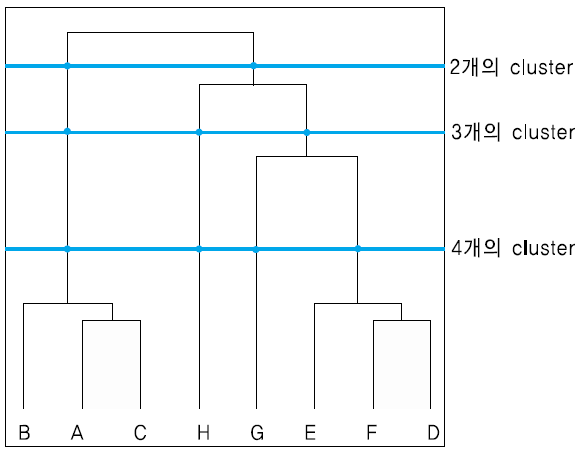 2개의 cluster
3개의 cluster
4개의 cluster
B A C H G E F D